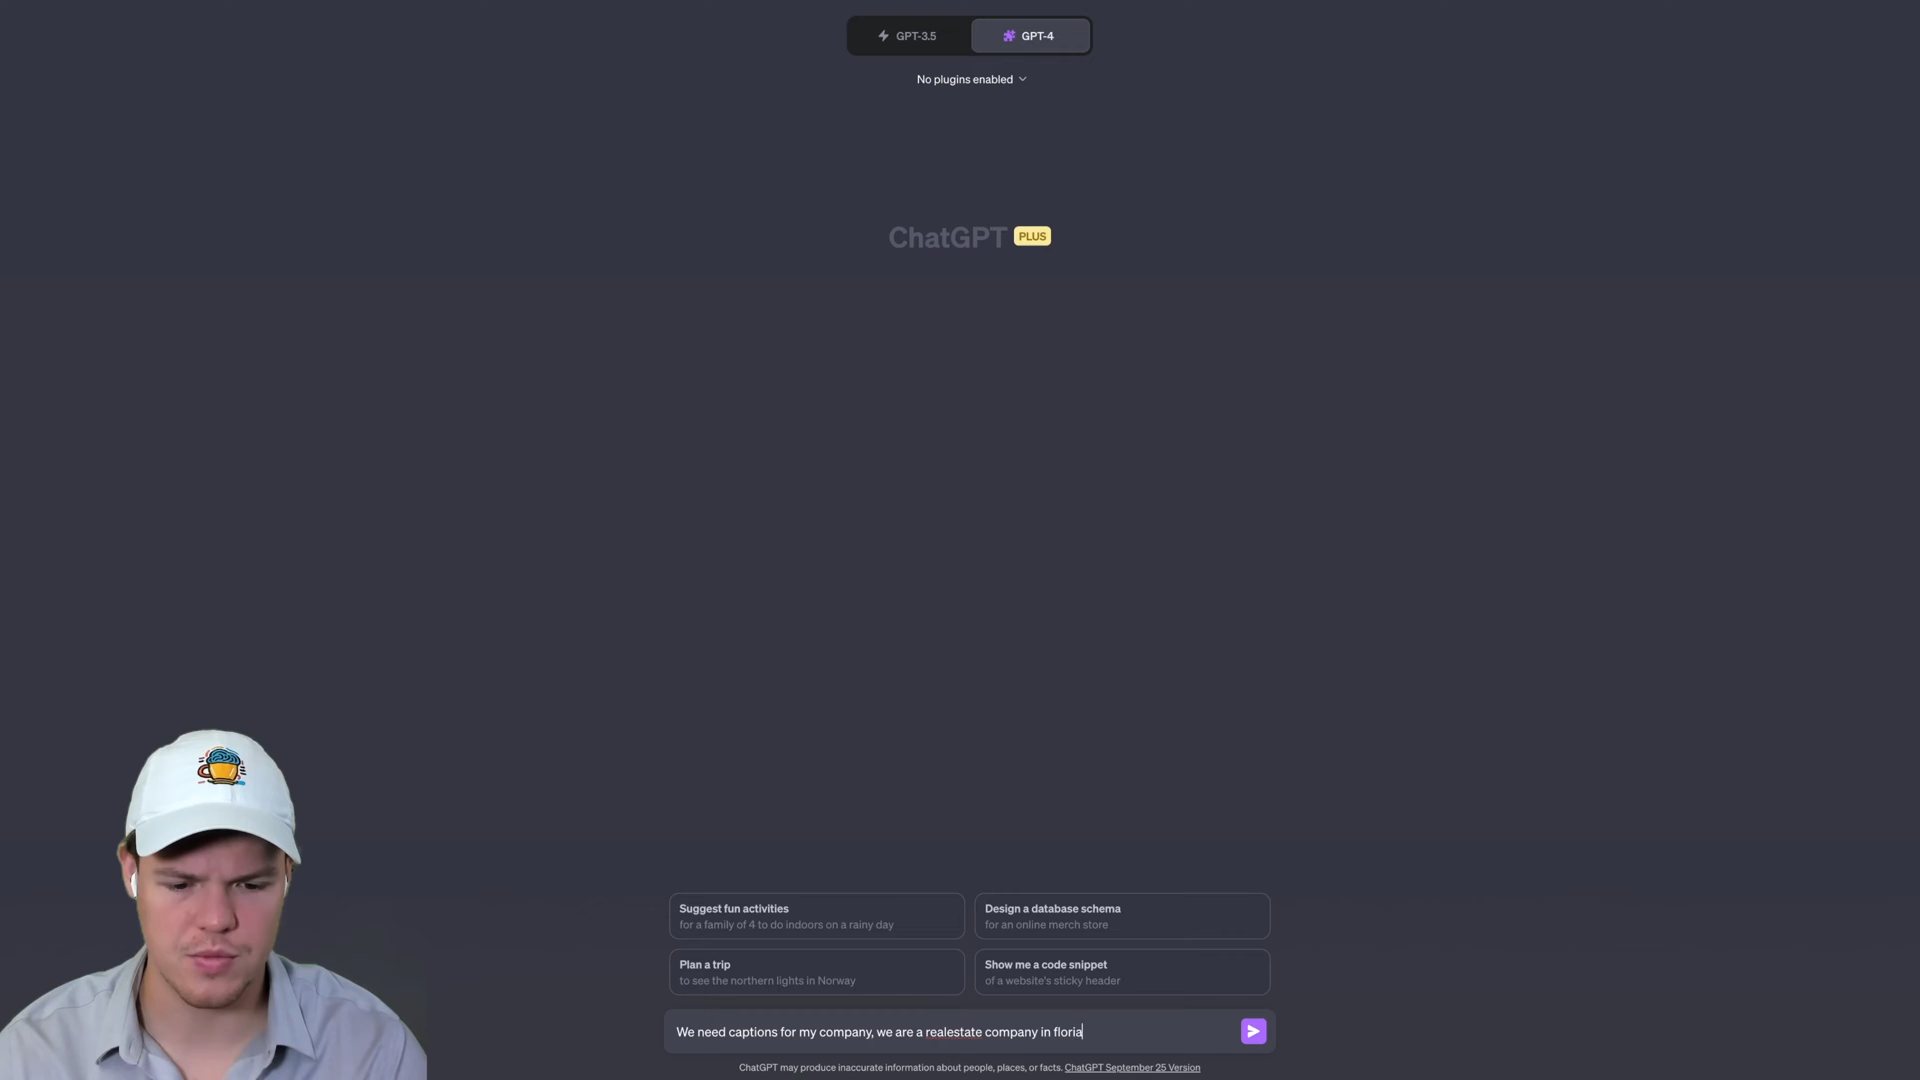 GPT-3.5
GPT-4
No plugins enabled
ChatGPT PLUS
Suggest fun activities
for a family of 4 to do indoors on a rainy day
Design a database schema
for an online merch store
Plan a trip
to see the northern lights in Norway
Show me a code snippet
of a website's sticky header
We need captions for my company, we are a realestate company in floria
ChatGPT may produce inaccurate information about people, places, or facts. ChatGPT September 25 Version